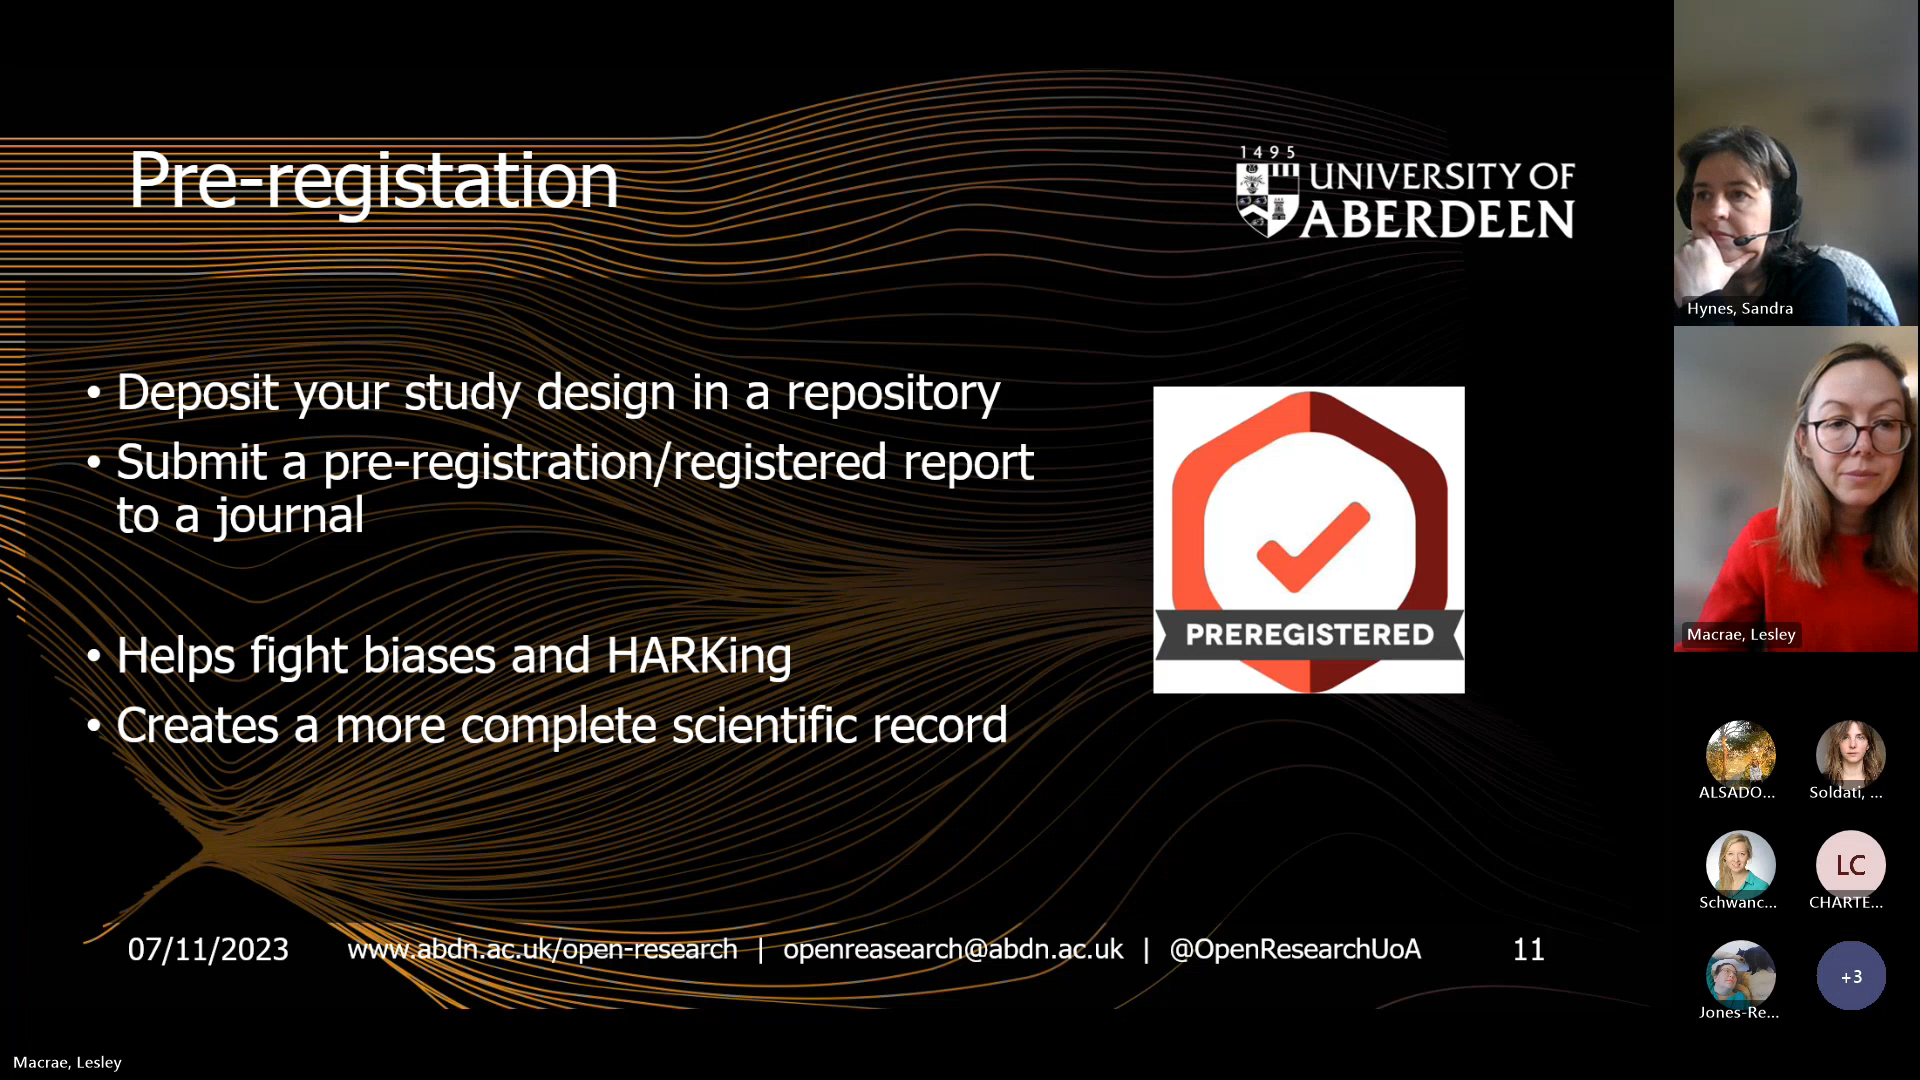 Pre-registation
1495
UNIVERSITY OF
ABERDEEN
• Deposit your study design in a repository
• Submit a pre-registration/registered report
to a journal
• Helps fight biases and HARKing
• Creates a more complete scientific record
PREREGISTERED
07/11/2023 www.abdn.ac.uk/open-research | openreasearch@abdn.ac.uk | @OpenResearchUoA 11
Macrae, Lesley
Hynes, Sandra
Macrae, Lesley
ALSADO... Soldati, ...
Schwanc... LC CHARTE...
Jones-Re... +3